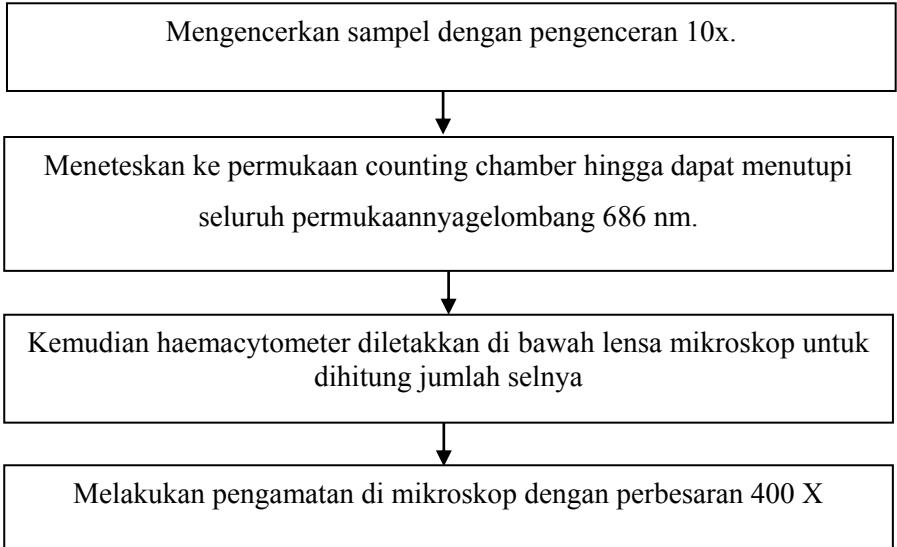 Mengencerkan sampel dengan pengenceran 10x.
Meneteskan ke permukaan counting chamber hingga dapat menutupi
seluruh permukaannyagelombang 686 nm.
Kemudian haemacytometer diletakkan di bawah lensa mikroskop untuk
dihitung jumlah selnya
Melakukan pengamatan di mikroskop dengan perbesaran 400 X